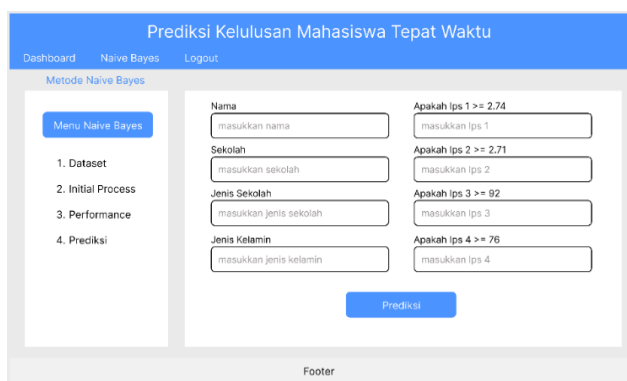 Prediksi Kelulusan Mahasiswa Tepat Waktu
Dashboard Naive Bayes Logout
Metode Naive Bayes
Menu Naive Bayes
1. Dataset
2. Initial Process
3. Performance
4. Prediksi
Nama
masukkan nama
Sekolah
masukkan sekolah
Jenis Sekolah
masukkan jenis sekolah
Jenis Kelamin
masukkan jenis kelamin
Apakah Ips 1 >= 2.74
masukkan Ips 1
Apakah Ips 2 >= 2.71
masukkan Ips 2
Apakah Ips 3 >= 92
masukkan Ips 3
Apakah Ips 4 >= 76
masukkan Ips 4
Prediksi
Footer